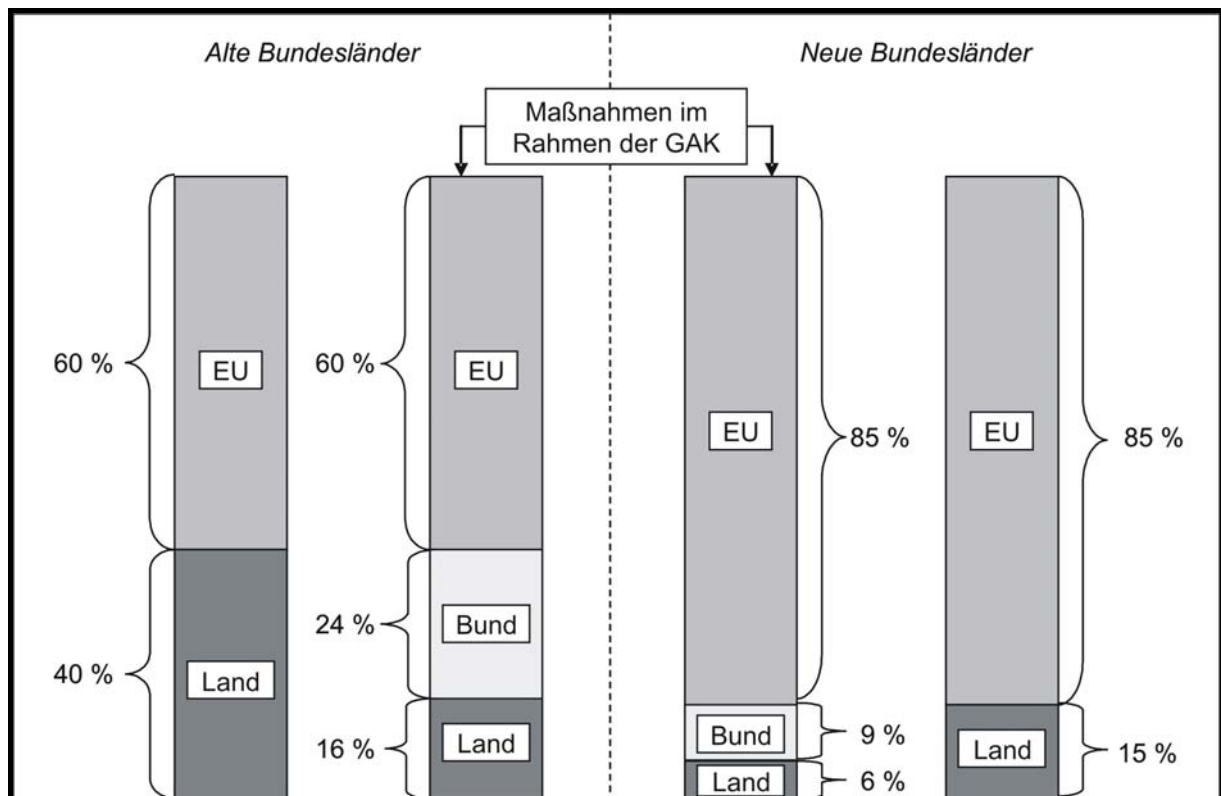 Alte Bundesländer
Neue Bundesländer
Maßnahmen im
Rahmen der GAK
60 %
EU
60 %
EU
EU
85 %
EU
85 %
40 %
Land
24 %
Bund
16 %
Land
Bund
9 %
Land
6 %
Land
15 %